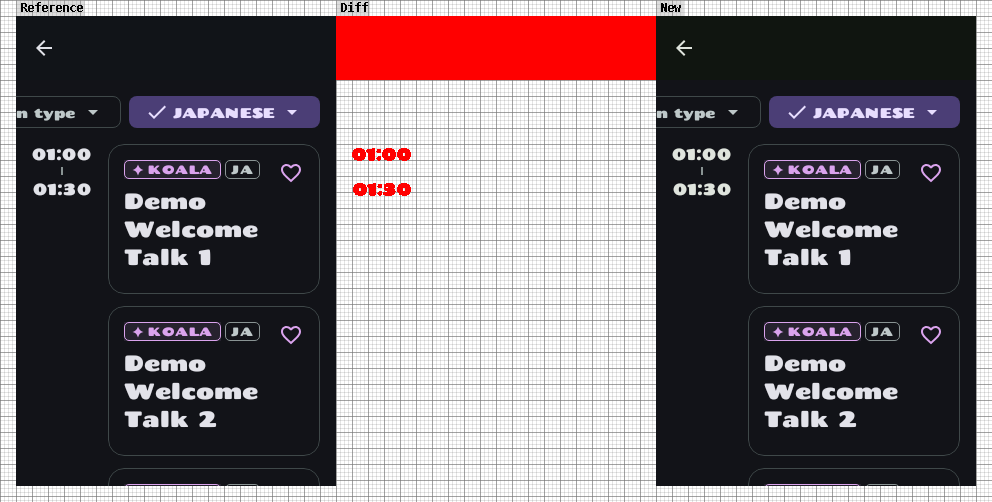 Reference
Diff
New
n type
JAPANESE
01:00
01:30
KOALA
JA
Demo
Welcome
Talk 1
KOALA
JA
Demo
Welcome
Talk 2
01:00
01:30
n type
JAPANESE
01:00
01:30
KOALA
JA
Demo
Welcome
Talk 1
KOALA
JA
Demo
Welcome
Talk 2